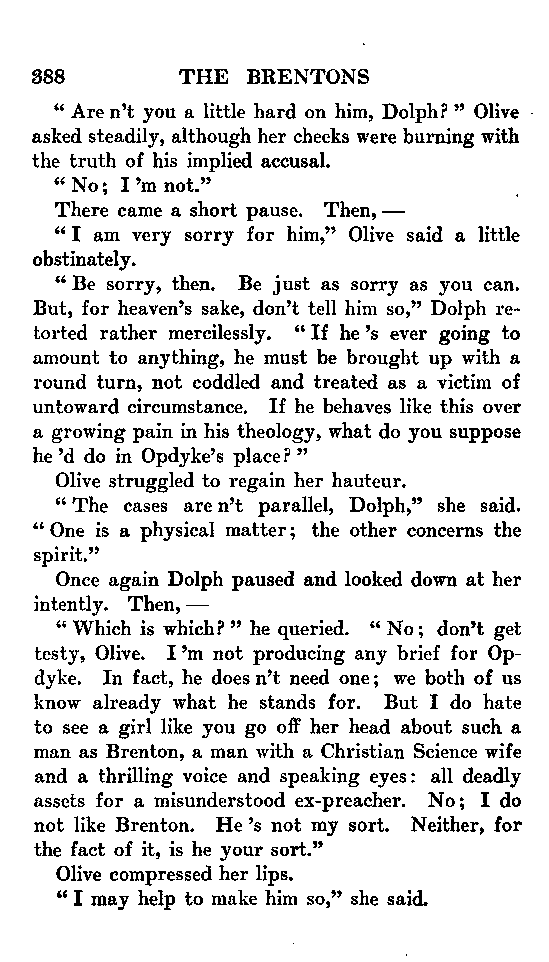 388 THE BRENTONS
“ Are n't you a little hard on him, Dolph? ” Olive
asked steadily, although her cheeks were burning with
the truth of his implied accusal.
“ No; I 'm not.”
There came a short pause. Then, —
“ I am very sorry for him,” Olive said a little
obstinately.
“ Be sorry, then. Be just as sorry as you can.
But, for heaven's sake, don't tell him so,” Dolph re-
torted rather mercilessly. “ If he 's ever going to
amount to anything, he must be brought up with a
round turn, not coddled and treated as a victim of
untoward circumstance. If he behaves like this over
a growing pain in his theology, what do you suppose
he 'd do in Opdyke's place? ”
Olive struggled to regain her hauteur.
“ The cases are n't parallel, Dolph,” she said.
“ One is a physical matter; the other concerns the
spirit.”
Once again Dolph paused and looked down at her
intently. Then, —
“ Which is which? ” he queried. “ No; don't get
testy, Olive. I 'm not producing any brief for Op-
dyke. In fact, he does n't need one; we both of us
know already what he stands for. But I do hate
to see a girl like you go off her head about such a
man as Brenton, a man with a Christian Science wife
and a thrilling voice and speaking eyes: all deadly
assets for a misunderstood ex-preacher. No; I do
not like Brenton. He 's not my sort. Neither, for
the fact of it, is he your sort.”
Olive compressed her lips.
“ I may help to make him so,” she said.